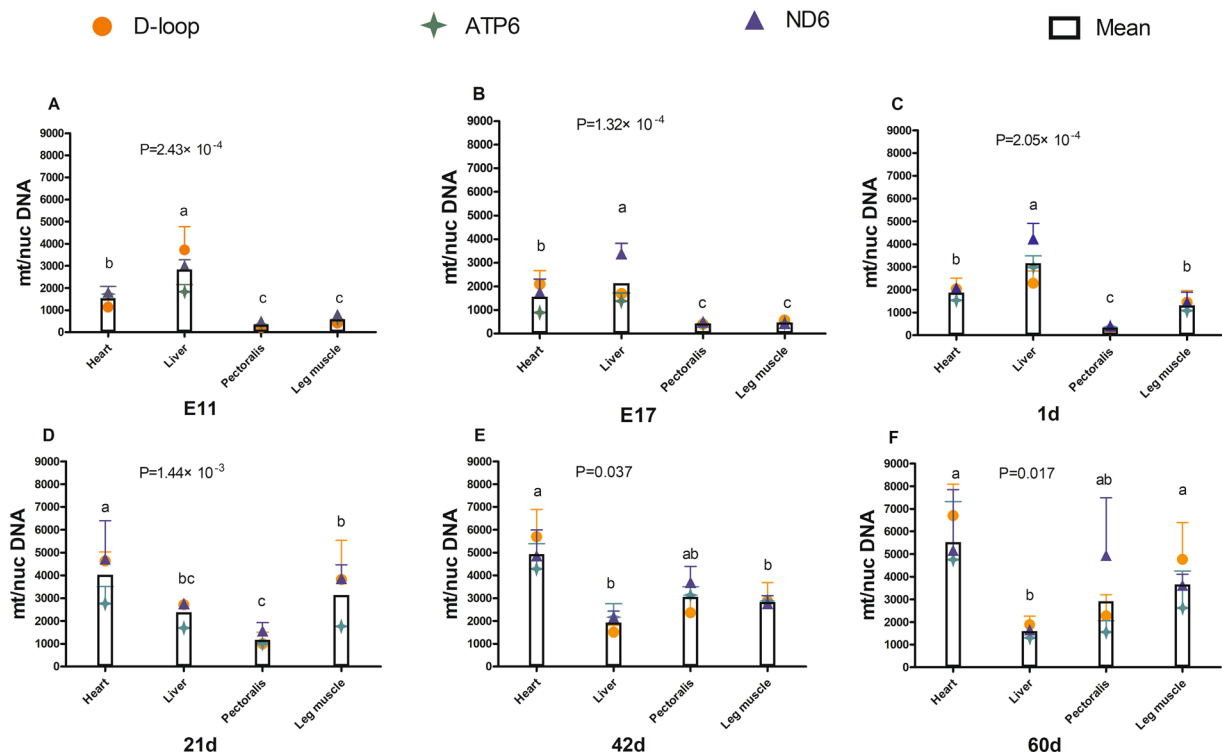 D-loop ATP6 ND6 Mean
A
P=2.43× 10 -4
mt/nuc DNA
9000
8000
7000
6000
5000
4000
3000
2000
1000
0
b a c c
Heart Liver Pectoralis Leg muscle
E11
B
P=1.32× 10 -4
mt/nuc DNA
9000
8000
7000
6000
5000
4000
3000
2000
1000
0
b a c c
Heart Liver Pectoralis Leg muscle
E17
C
P=2.05× 10 -4
mt/nuc DNA
9000
8000
7000
6000
5000
4000
3000
2000
1000
0
b a c b
Heart Liver Pectoralis Leg muscle
1d
D
P=1.44× 10 -3
mt/nuc DNA
9000
8000
7000
6000
5000
4000
3000
2000
1000
0
a bc c b
Heart Liver Pectoralis Leg muscle
21d
E
P=0.037
mt/nuc DNA
9000
8000
7000
6000
5000
4000
3000
2000
1000
0
a b ab b
Heart Liver Pectoralis Leg muscle
42d
F
P=0.017
mt/nuc DNA
9000
8000
7000
6000
5000
4000
3000
2000
1000
0
a b ab a
Heart Liver Pectoralis Leg muscle
60d